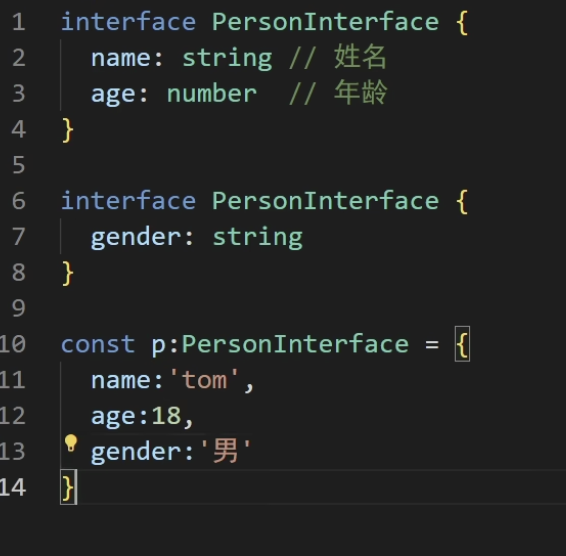 1 interface PersonInterface {
2   name: string // 姓名
3   age: number  // 年龄
4 }
5
6 interface PersonInterface {
7   gender: string
8 }
9
10 const p:PersonInterface = {
11   name:'tom',
12   age:18,
13   gender:'男'
14 }